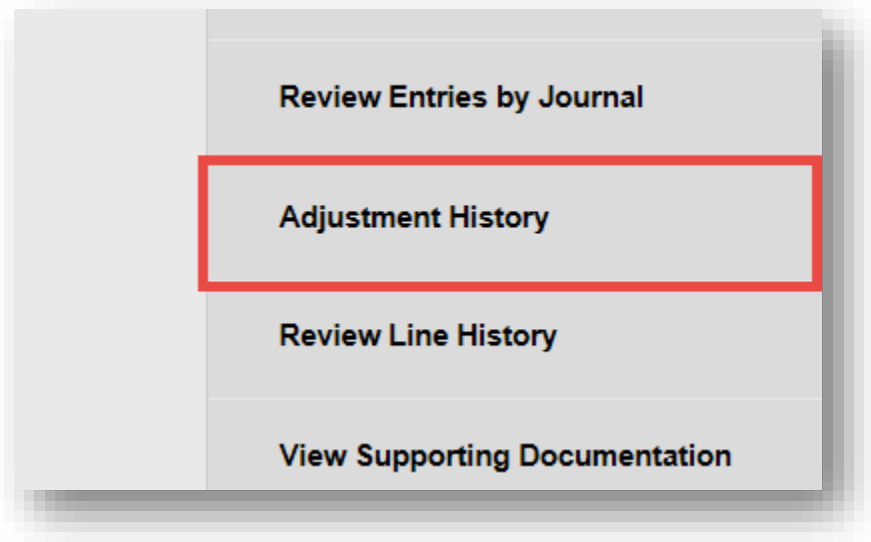 Review Entries by Journal
Adjustment History
Review Line History
View Supporting Documentation